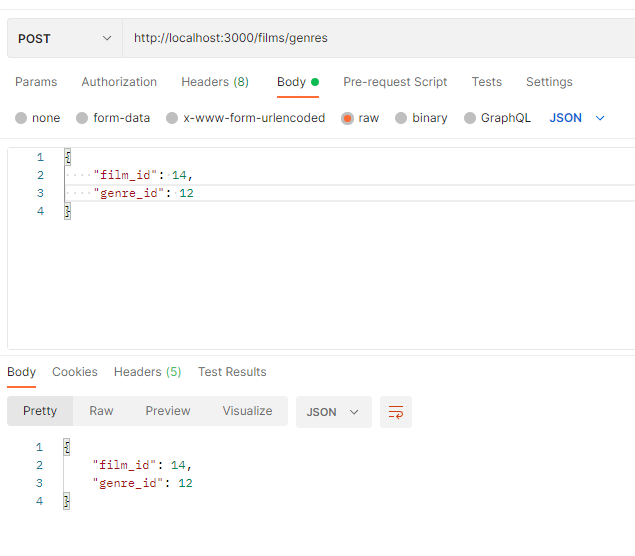 POST http://localhost:3000/films/genres
Params Authorization Headers (8) Body Pre-request Script Tests Settings
none form-data x-www-form-urlencoded raw binary GraphQL JSON
1 {
2 "film_id": 14,
3 "genre_id": 12
4 }
Body Cookies Headers (5) Test Results
Pretty Raw Preview Visualize JSON
1 {
2 "film_id": 14,
3 "genre_id": 12
4 }